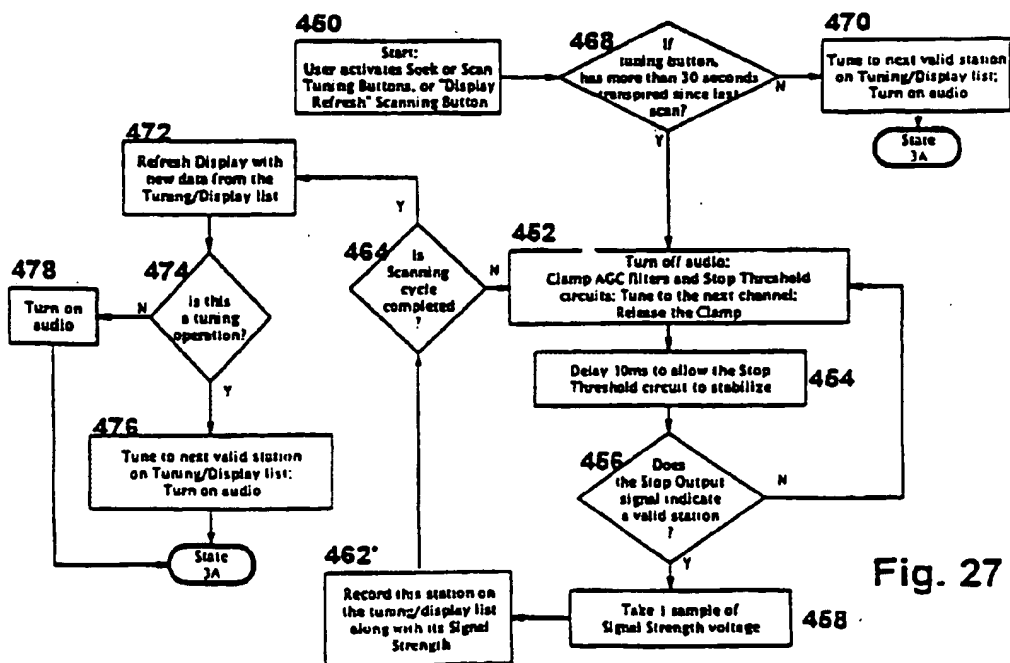 450
Start:
User activates Seek or Scan
Tuning Buttons, or "Display
Refresh" Scanning Button
468
If
tuning button,
has more than 30 seconds
transpired since last
scan?
N
Y
470
Tune to next valid station
on Tuning/Display list;
Turn on audio
State
3A
472
Refresh Display with
new data from the
Tuning/Display list
474
Is this
a tuning
operation?
N
Y
478
Turn on
audio
476
Tune to next valid station
on Tuning/Display list;
Turn on audio
State
3A
464
Is
Scanning
cycle
completed
?
Y
N
452
Turn off audio;
Clamp AGC filters and Stop Threshold
circuits; Tune to the next channel;
Release the Clamp
Delay 10ms to allow the Stop
Threshold circuit to stabilize
454
456
Does
the Stop Output
signal indicate
a valid station
?
N
Y
462
Record this station on
the tuning/display list
along with its Signal
Strength
Take 1 sample of
Signal Strength voltage
458
Fig. 27